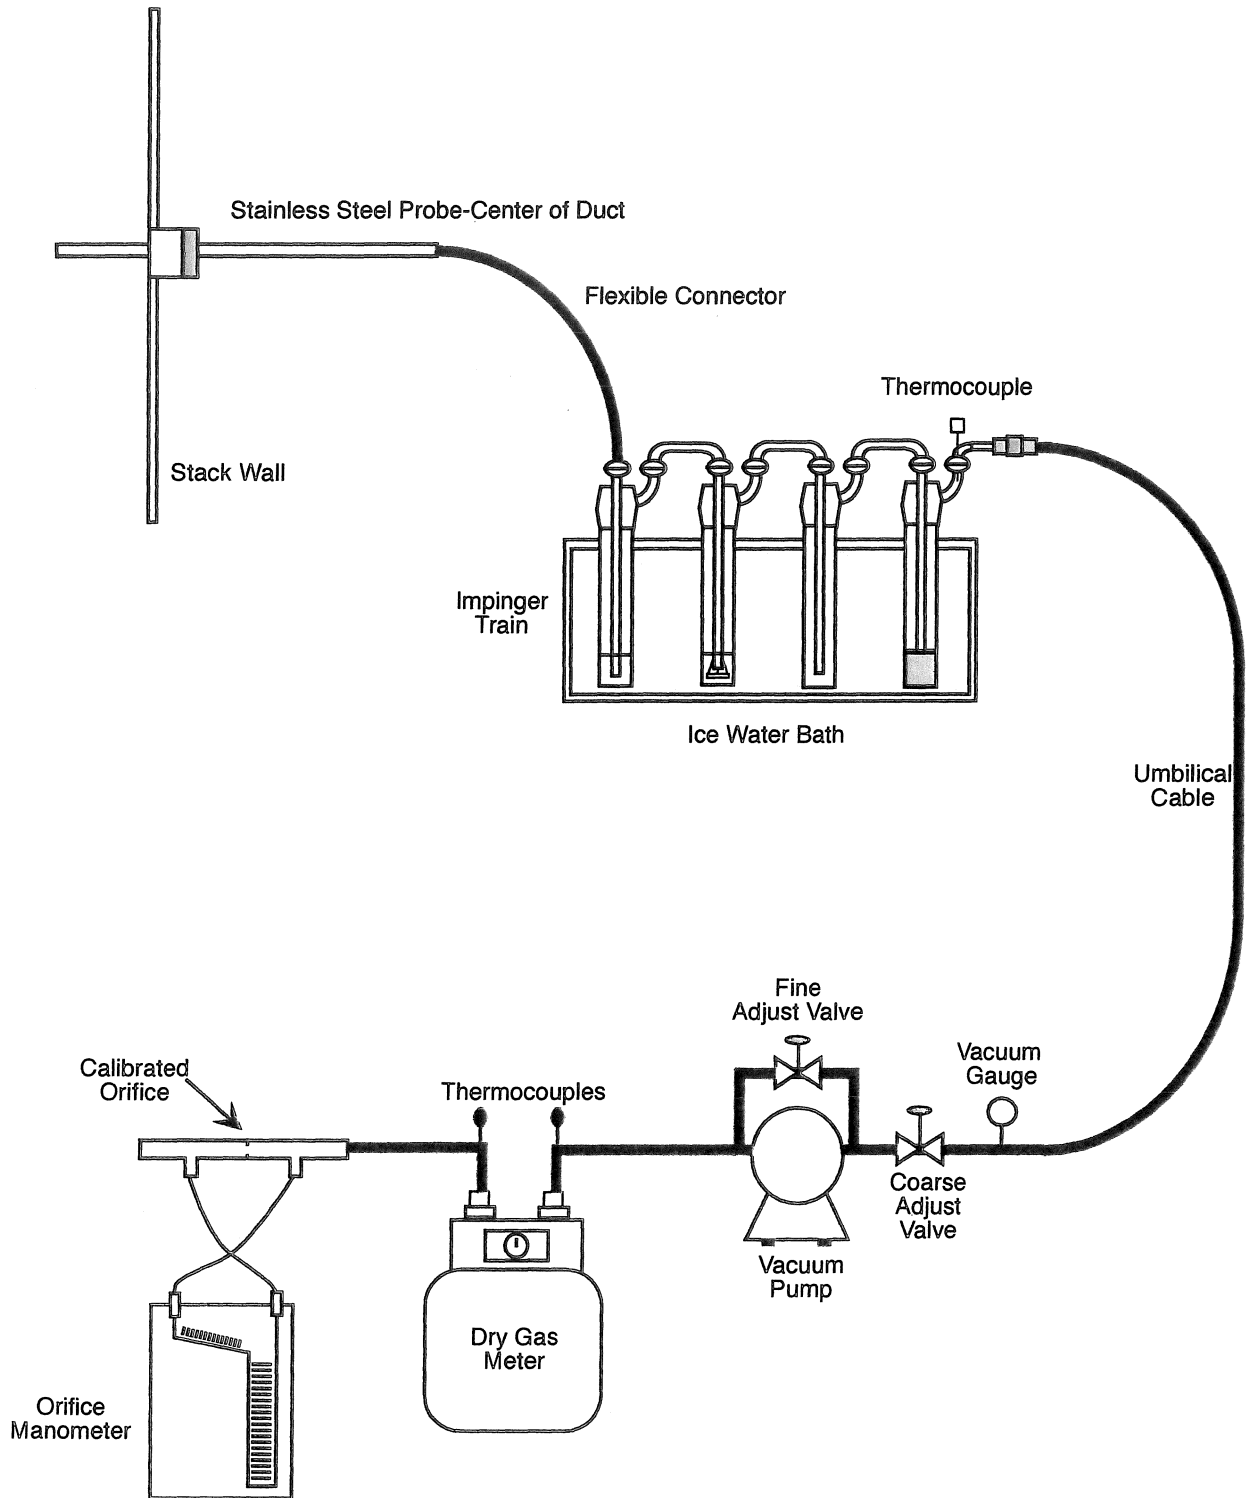 Stainless Steel Probe-Center of Duct
Flexible Connector
Thermocouple
Stack Wall
Impinger
Train
Ice Water Bath
Umbilical
Cable
Fine
Adjust Valve
Vacuum
Gauge
Calibrated
Orifice
Thermocouples
Coarse
Adjust
Valve
Vacuum
Pump
Dry Gas
Meter
Orifice
Manometer